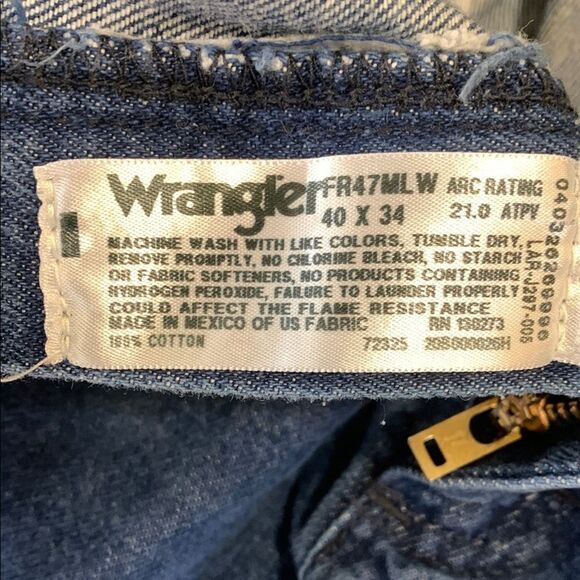 Wrangler FR47MLW ARC RATING
40 X 34 21.0 ATPV
MACHINE WASH WITH LIKE COLORS, TUMBLE DRY,
REMOVE PROMPTLY, NO CHLORINE BLEACH, NO STARCH
OR FABRIC SOFTENERS, NO PRODUCTS CONTAINING
HYDROGEN PEROXIDE, FAILURE TO LAUNDER PROPERLY
COULD AFFECT THE FLAME RESISTANCE
MADE IN MEXICO OF US FABRIC RN 130273
100% COTTON 72325